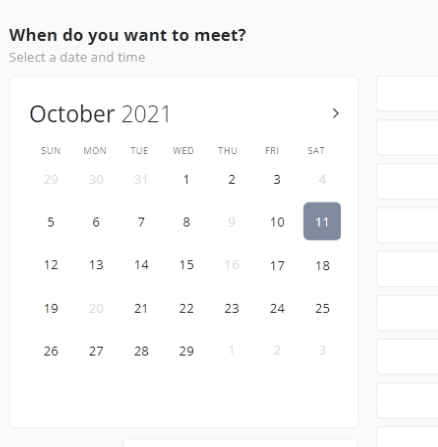 When do you want to meet?
Select a date and time
October 2021
SUN MON TUE WED THU FRI SAT
29 30 31 1 2 3 4
5 6 7 8 9 10 11
12 13 14 15 16 17 18
19 20 21 22 23 24 25
26 27 28 29 1 2 3